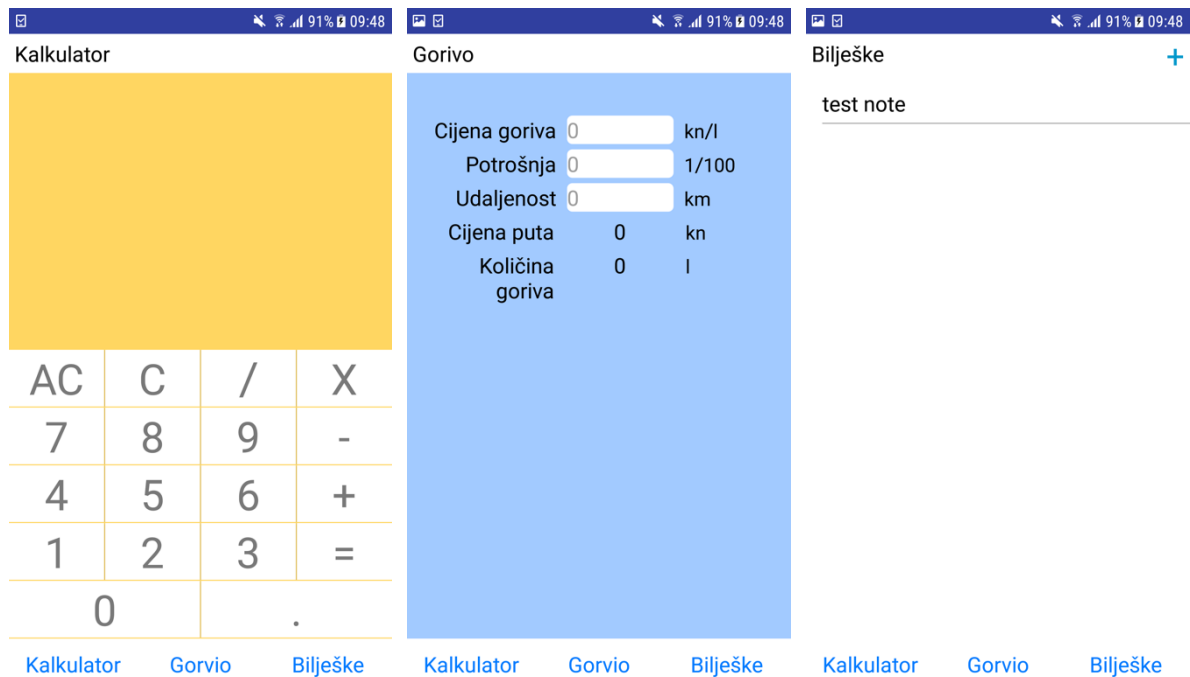 91% 09:48
Kalkulator
AC C / X
7 8 9 -
4 5 6 +
1 2 3 =
0 .
Kalkulator Gorvio Bilješke
91% 09:48
Gorivo
Cijena goriva 0 kn/l
Potrošnja 0 1/100
Udaljenost 0 km
Cijena puta 0 kn
Količina 0 l
goriva
Kalkulator Gorvio Bilješke
91% 09:48
Bilješke +
test note
Kalkulator Gorvio Bilješke